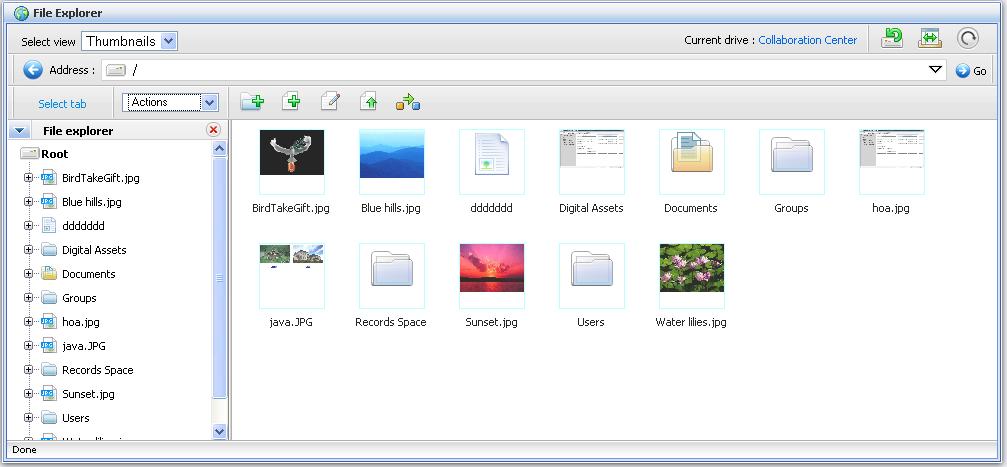 File Explorer
Select view Thumbnails Current drive : Collaboration Center
Address : / Go
Select tab Actions
File explorer
Root
BirdTakeGift.jpg
Blue hills.jpg
ddddddd
Digital Assets
Documents
Groups
hoa.jpg
java.JPG
Records Space
Sunset.jpg
Users
BirdTakeGift.jpg Blue hills.jpg ddddddd Digital Assets Documents Groups hoa.jpg
java.JPG Records Space Sunset.jpg Users Water lilies.jpg
Done